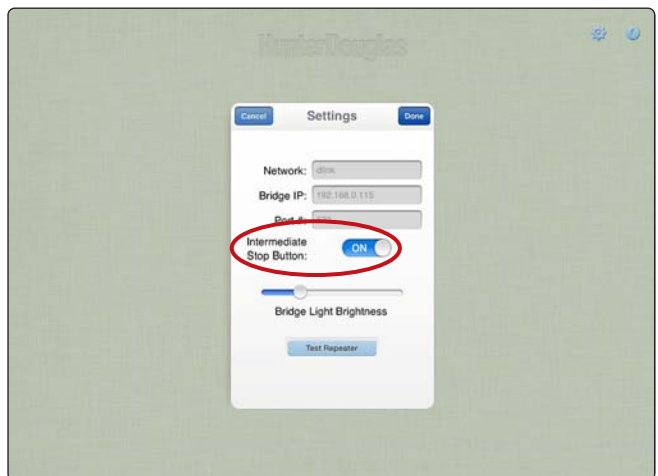 HunterDouglas
Cancel
Settings
Done
Network: dlink
Bridge IP: 192.168.0.115
Port #:
Intermediate
Stop Button:
ON
Bridge Light Brightness
Test Repeater